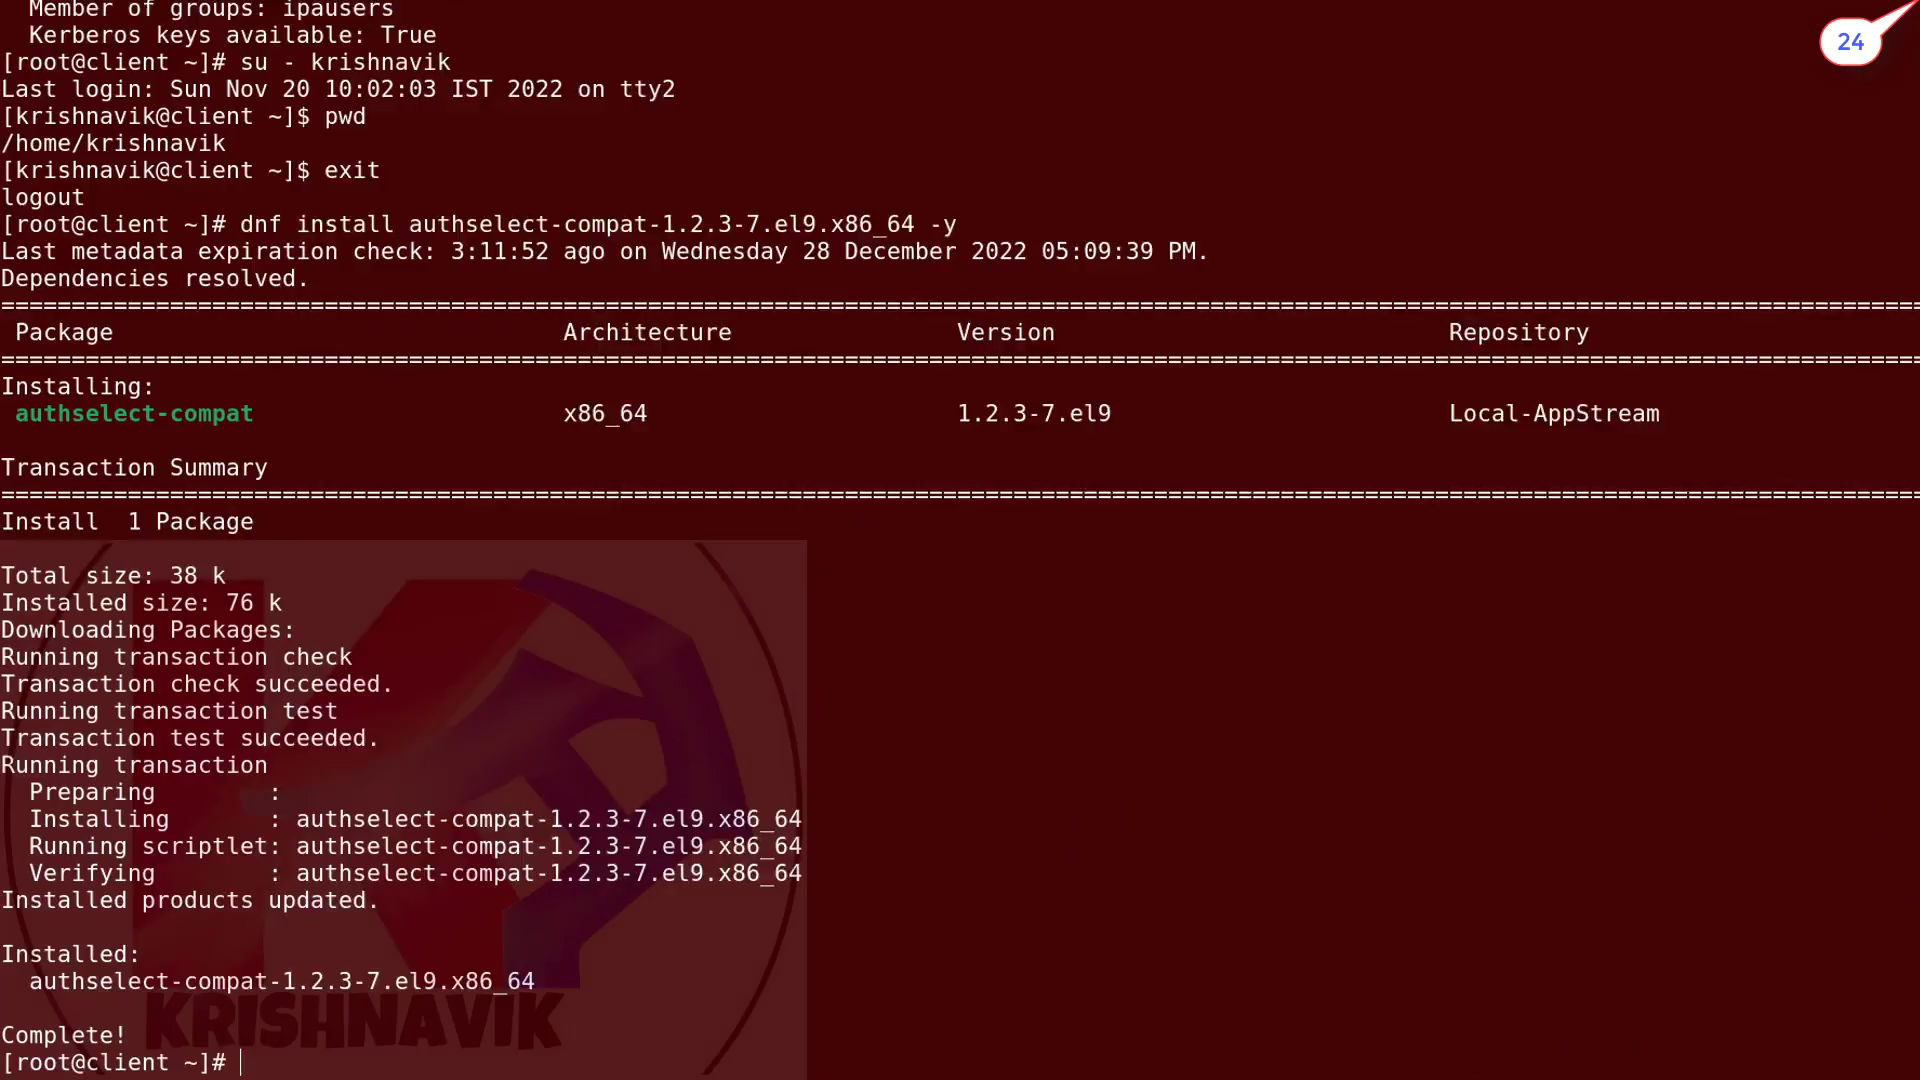 Member of groups: ipausers
Kerberos keys available: True
[root@client ~]# su - krishnavik
Last login: Sun Nov 20 10:02:03 IST 2022 on tty2
[krishnavik@client ~]$ pwd
/home/krishnavik
[krishnavik@client ~]$ exit
logout
[root@client ~]# dnf install authselect-compat-1.2.3-7.el9.x86_64 -y
Last metadata expiration check: 3:11:52 ago on Wednesday 28 December 2022 05:09:39 PM.
Dependencies resolved.
Package Architecture Version Repository
Installing:
authselect-compat x86_64 1.2.3-7.el9 Local-AppStream
Transaction Summary
Install 1 Package
Total size: 38 k
Installed size: 76 k
Downloading Packages:
Running transaction check
Transaction check succeeded.
Running transaction test
Transaction test succeeded.
Running transaction
Preparing :
Installing : authselect-compat-1.2.3-7.el9.x86_64
Running scriptlet: authselect-compat-1.2.3-7.el9.x86_64
Verifying : authselect-compat-1.2.3-7.el9.x86_64
Installed products updated.
Installed:
authselect-compat-1.2.3-7.el9.x86_64
Complete!
[root@client ~]#
24
KRISHNAVIK